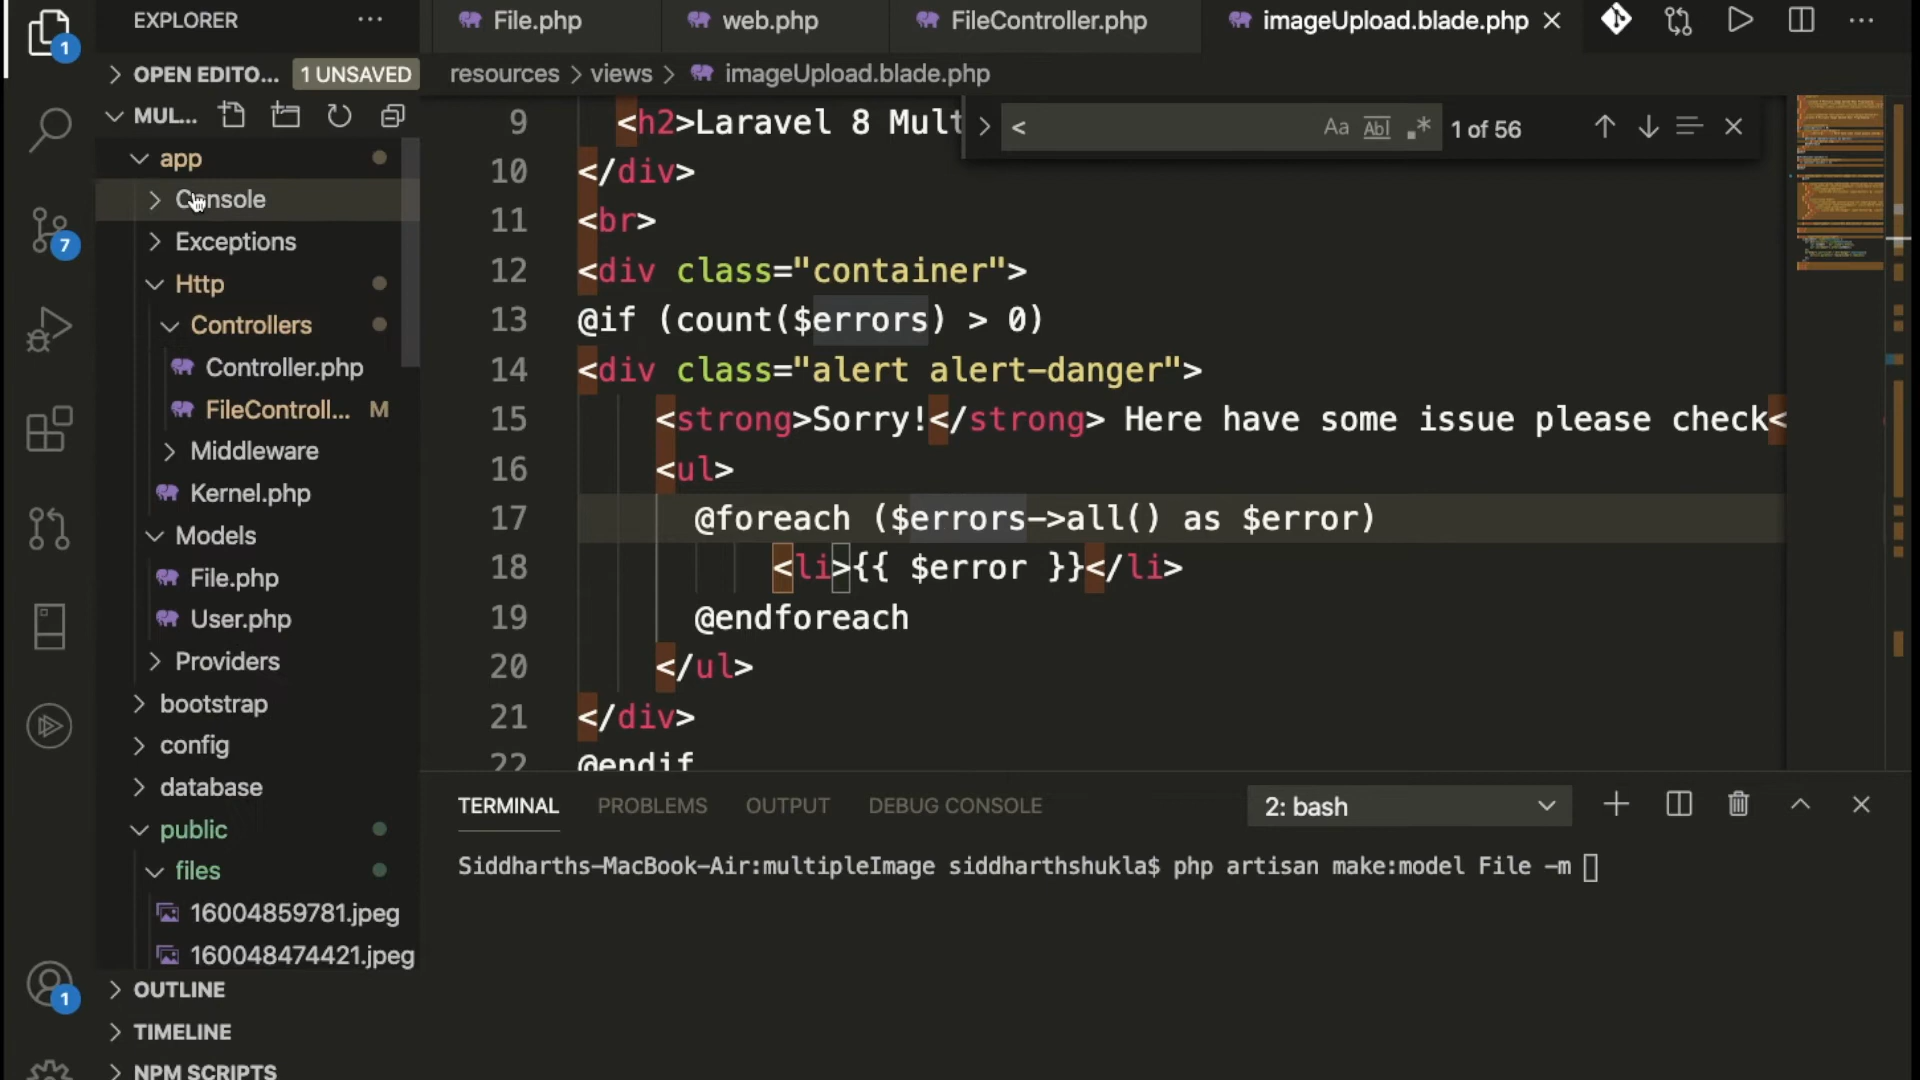 EXPLORER
File.php
web.php
FileController.php
imageUpload.blade.php
1
OPEN EDITO... 1 UNSAVED
resources > views > imageUpload.blade.php
MUL...
app
Console
Exceptions
Http
Controllers
Controller.php
FileControll... M
Middleware
Kernel.php
Models
File.php
User.php
Providers
bootstrap
config
database
public
files
16004859781.jpeg
160048474421.jpeg
OUTLINE
TIMELINE
NPM SCRIPTS
7
1
< Aa Abl .* 1 of 56
9 <h2>Laravel 8 Mult
10 </div>
11 <br>
12 <div class="container">
13 @if (count($errors) > 0)
14 <div class="alert alert-danger">
15 <strong>Sorry!</strong> Here have some issue please check<
16 <ul>
17 @foreach ($errors->all() as $error)
18 <li>{{ $error }}</li>
19 @endforeach
20 </ul>
21 </div>
22 @endif
TERMINAL PROBLEMS OUTPUT DEBUG CONSOLE 2: bash
Siddharths-MacBook-Air:multipleImage siddharthshukla$ php artisan make:model File -m